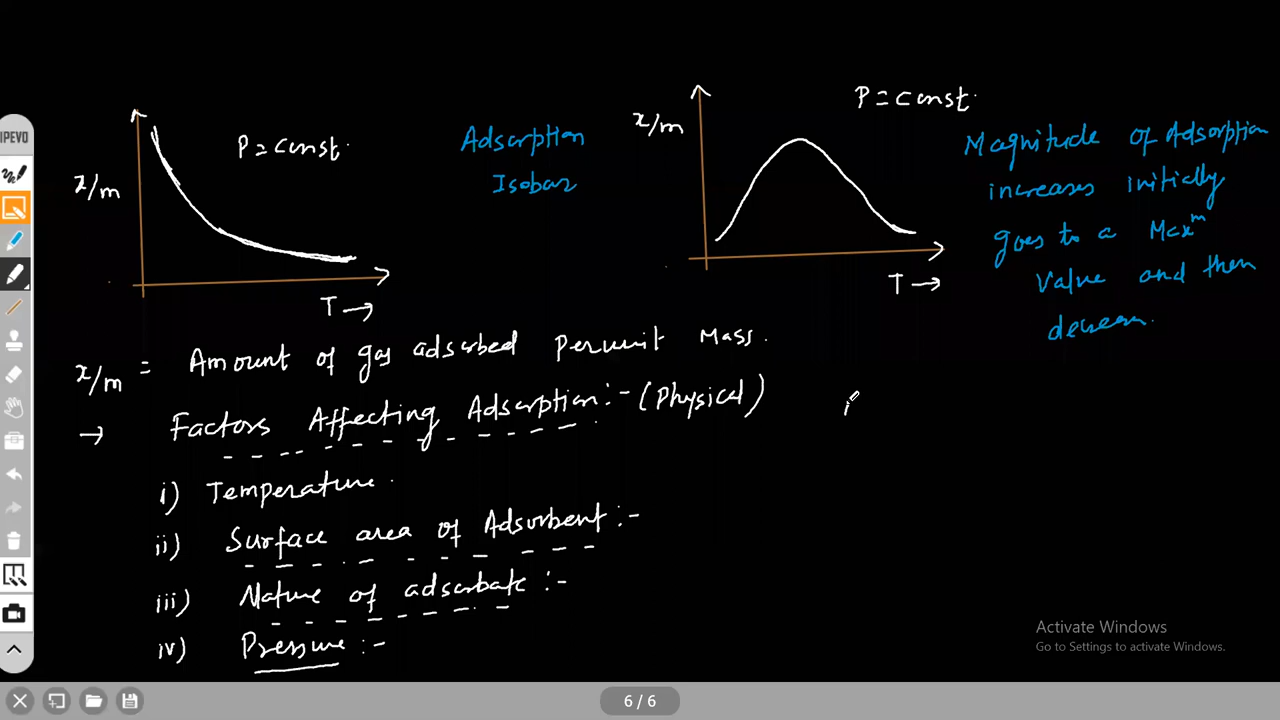 IPEVO
P = const.
x/m
T →
Adsorption
Isobar
P = const.
x/m
T →
Magnitude of Adsorption
increases initially
goes to a Maxᵐ
value and then
decrease.
x/m = Amount of gas adsorbed per unit Mass.
→ Factors Affecting Adsorption :- (Physical)
i) Temperature.
ii) Surface area of Adsorbent :-
iii) Nature of adsorbate :-
iv) Pressure :-
Activate Windows
Go to Settings to activate Windows.
6 / 6